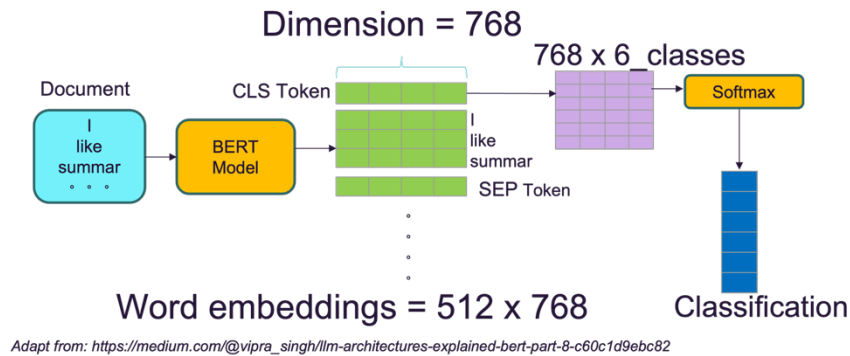 Dimension = 768
768 x 6_classes
Document
CLS Token
Softmax
I
like
summar
° ° °
BERT
Model
I
like
summar
SEP Token
Word embeddings = 512 x 768
Classification
Adapt from: https://medium.com/@vipra_singh/llm-architectures-explained-bert-part-8-c60c1d9ebc82